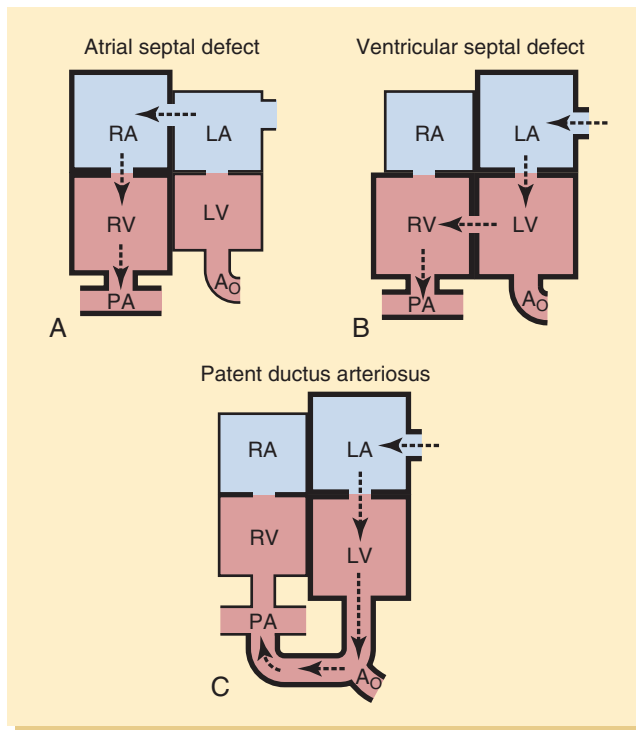 Atrial septal defect
RA
LA
RV
LV
PA
AO
A
Ventricular septal defect
RA
LA
RV
LV
PA
AO
B
Patent ductus arteriosus
RA
LA
RV
LV
PA
AO
C